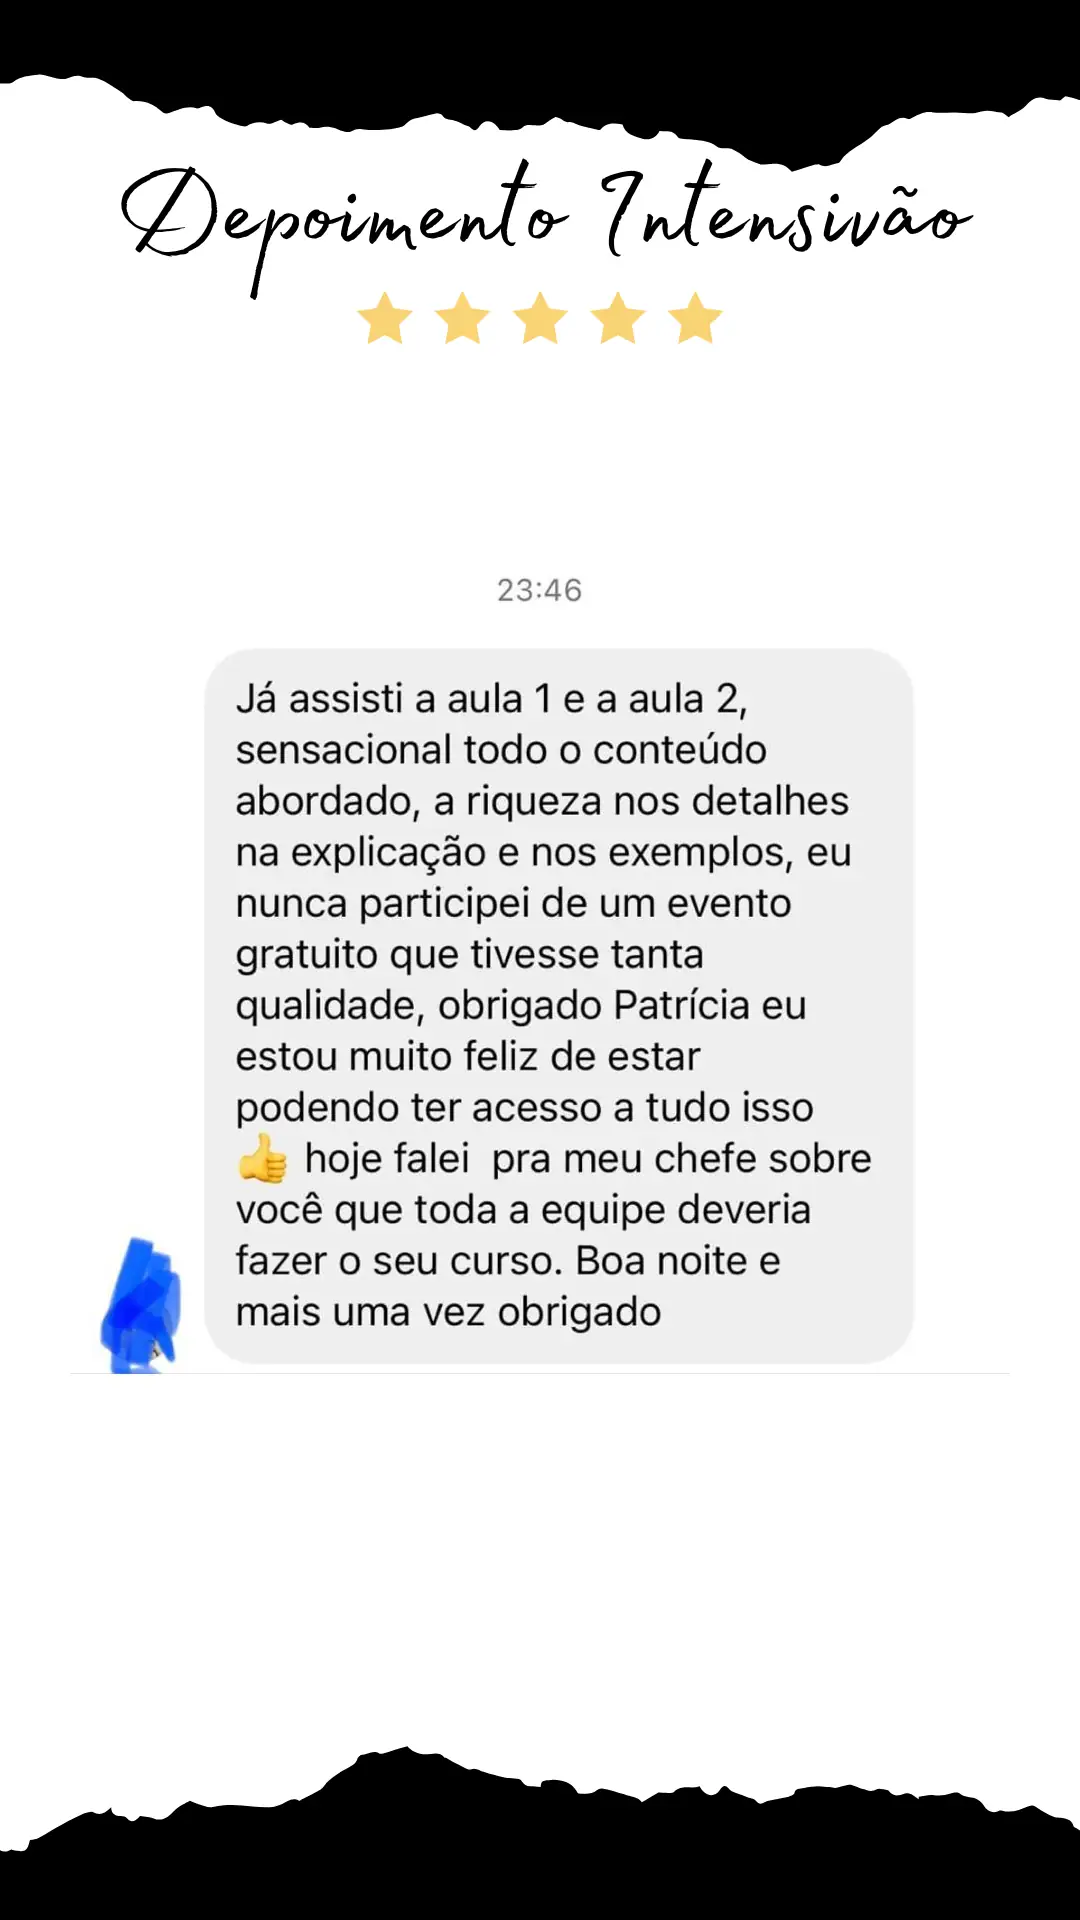 Depoimento Intensivão
23:46
Já assisti a aula 1 e a aula 2,
sensacional todo o conteúdo
abordado, a riqueza nos detalhes
na explicação e nos exemplos, eu
nunca participei de um evento
gratuito que tivesse tanta
qualidade, obrigado Patrícia eu
estou muito feliz de estar
podendo ter acesso a tudo isso
👍 hoje falei  pra meu chefe sobre
você que toda a equipe deveria
fazer o seu curso. Boa noite e
mais uma vez obrigado